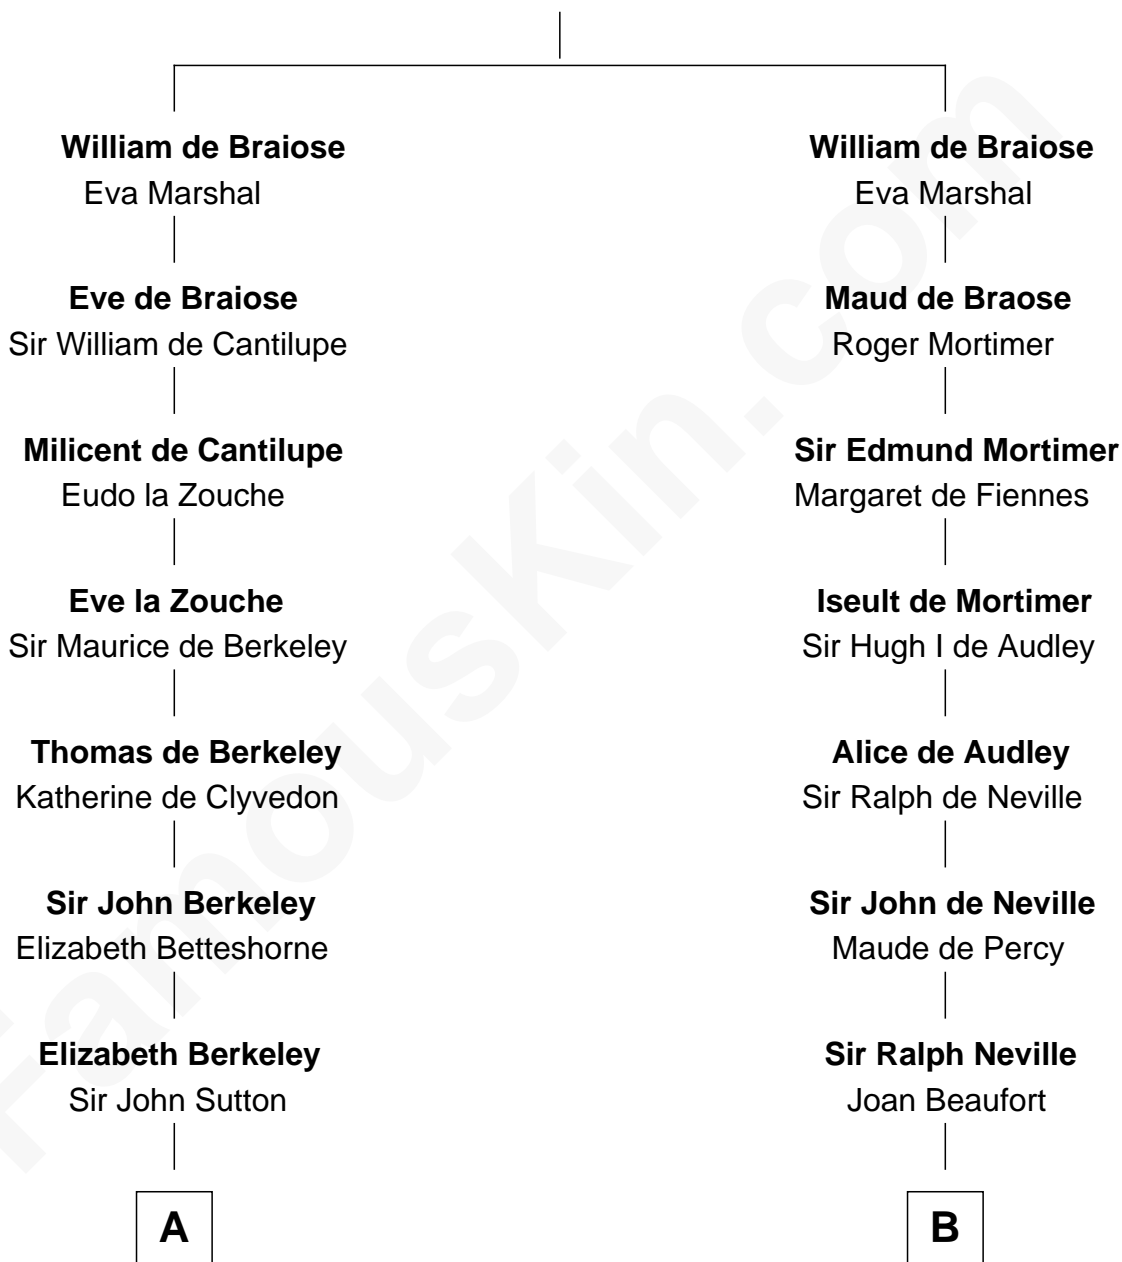 William de Braiose
Eva Marshal
Eve de Braiose
Sir William de Cantilupe
Milicent de Cantilupe
Eudo la Zouche
Eve la Zouche
Sir Maurice de Berkeley
Thomas de Berkeley
Katherine de Clyvedon
Sir John Berkeley
Elizabeth Betteshorne
Elizabeth Berkeley
Sir John Sutton
A
William de Braiose
Eva Marshal
Maud de Braose
Roger Mortimer
Sir Edmund Mortimer
Margaret de Fiennes
Iseult de Mortimer
Sir Hugh I de Audley
Alice de Audley
Sir Ralph de Neville
Sir John de Neville
Maude de Percy
Sir Ralph Neville
Joan Beaufort
B
FamousKin.com